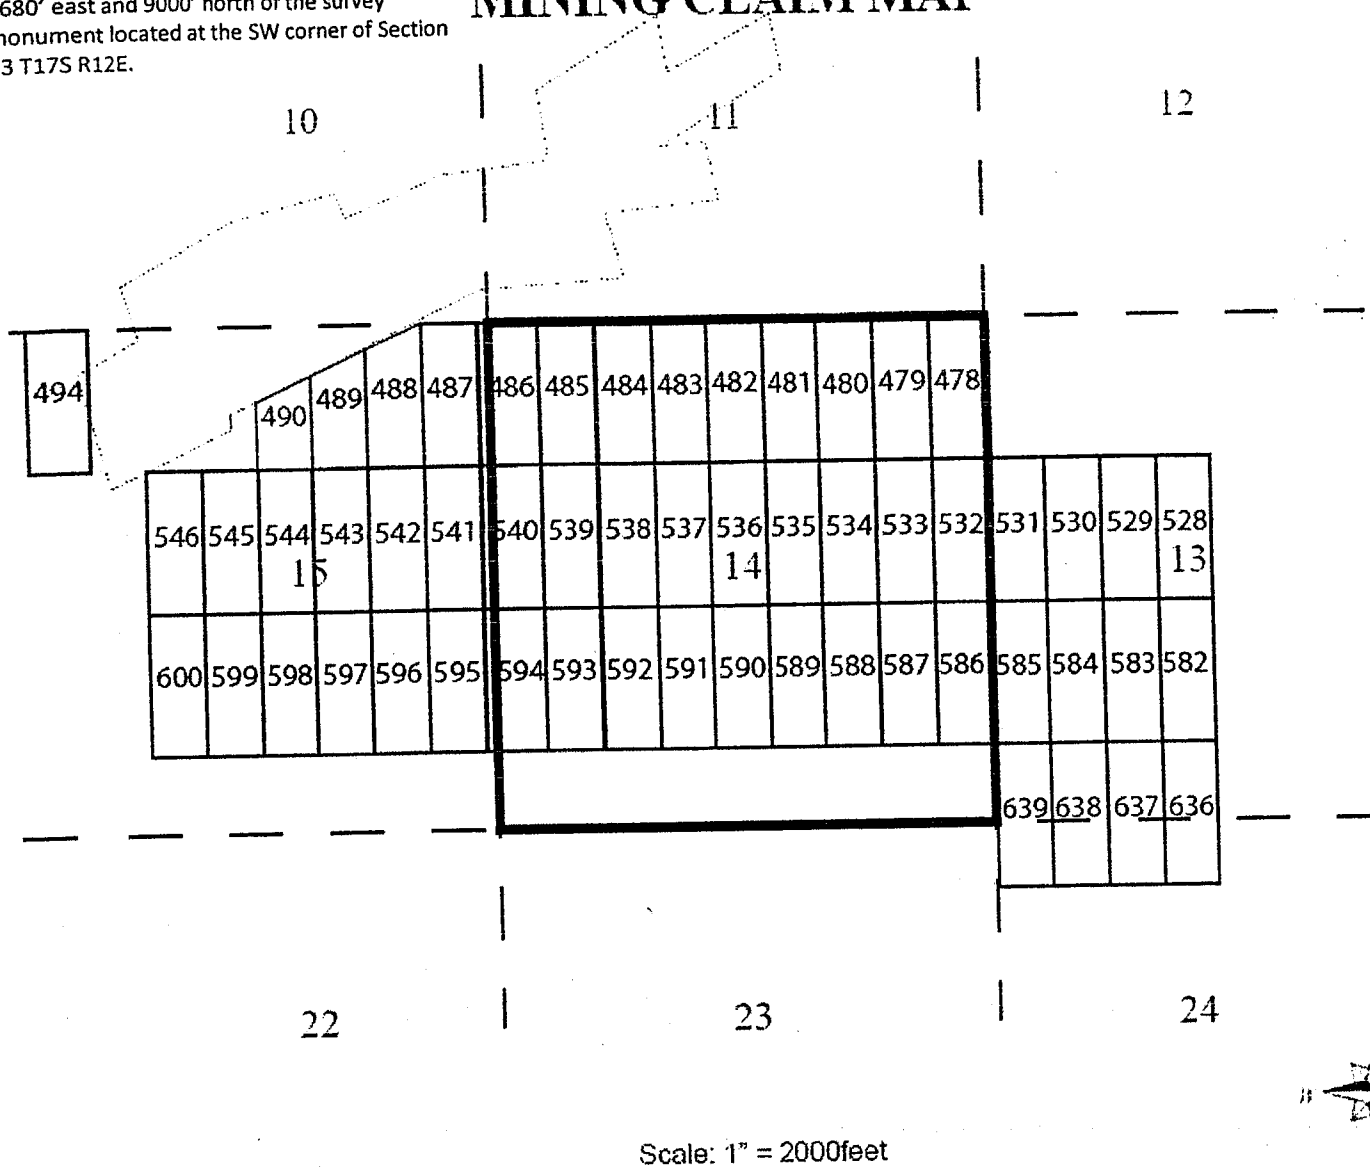 680' east and 9000' north of the survey
monument located at the SW corner of Section
3 T17S R12E.
MINING CLAIM MAP
10 11 12
494 490 489 488 487 486 485 484 483 482 481 480 479 478
546 545 544 543 542 541 540 539 538 537 536 535 534 533 532 531 530 529 528
15 14 13
600 599 598 597 596 595 594 593 592 591 590 589 588 587 586 585 584 583 582
639 638 637 636
22 23 24
Scale: 1" = 2000feet